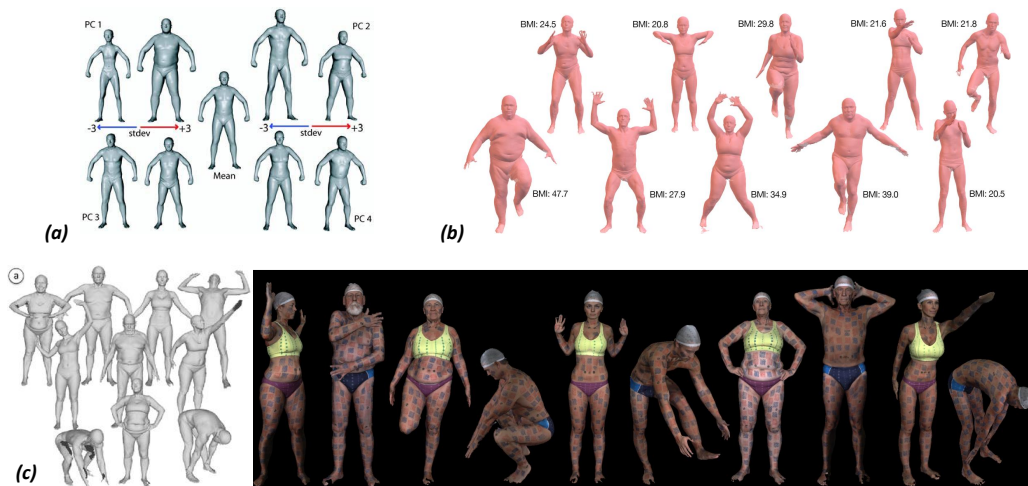 PC 1
PC 2
-3
+3
stdev
-3
+3
stdev
Mean
PC 3
PC 4
(a)
BMI: 24.5
BMI: 20.8
BMI: 29.8
BMI: 21.6
BMI: 21.8
BMI: 47.7
BMI: 27.9
BMI: 34.9
BMI: 39.0
BMI: 20.5
(b)
a
(c)